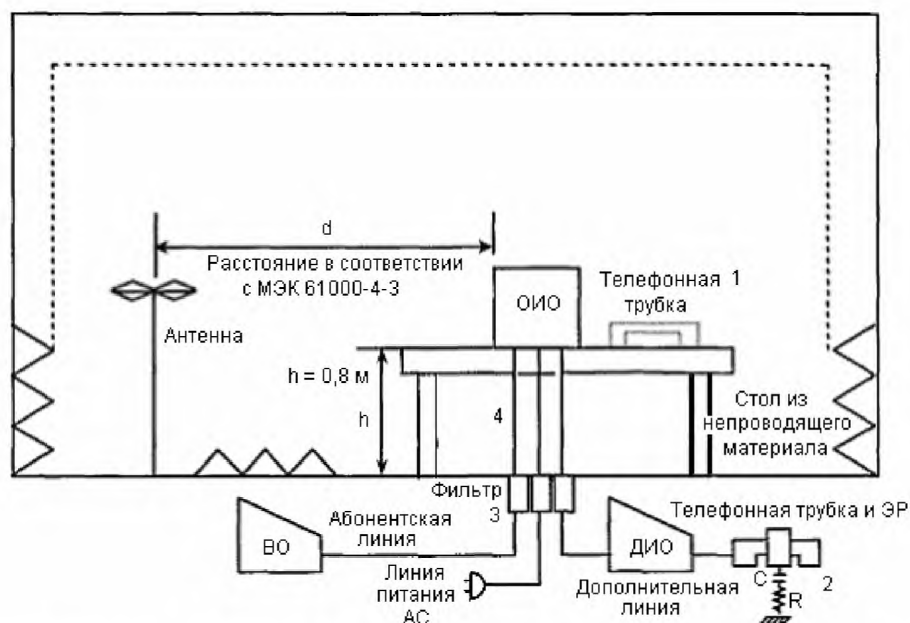 d
Расстояние в соответствии
с МЭК 61000-4-3
Антенна
ОИО
Телефонная 1
трубка
h = 0,8 м
h
4
Стол из
непроводящего
материала
Фильтр
3
Абонентская
линия
ВО
Линия
питания
АС
ДИО
Дополнительная
линия
Телефонная трубка и ЭР
C
R
2